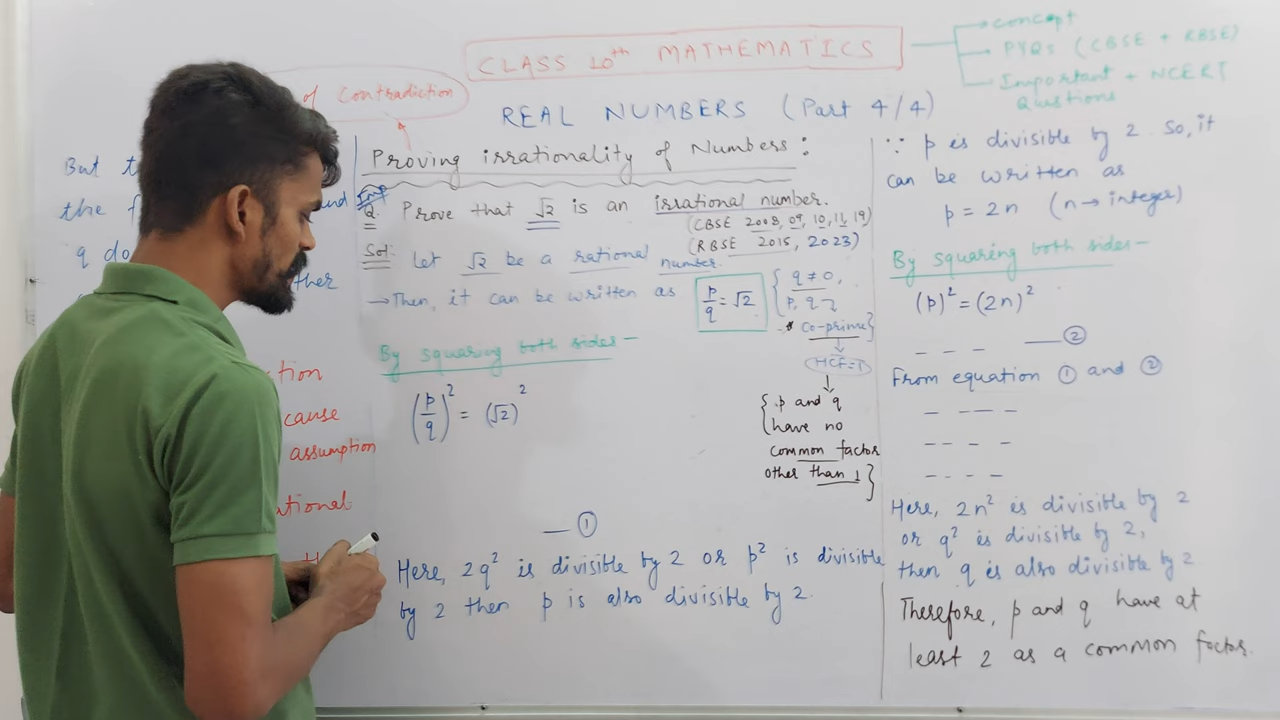 CLASS 10th MATHEMATICS
concept
PYQs (CBSE + RBSE)
Important + NCERT
Questions
REAL NUMBERS (Part 4/4)
of Contradiction
Proving irrationality of Numbers:
Imp
Q. Prove that √2 is an irrational number.
(CBSE 2008, 09, 10, 11, 19)
(RBSE 2015, 2023)
Sol: Let √2 be a rational number.
→ Then, it can be written as p/q = √2 { q ≠ 0,
p, q →
* Co-prime}
HCF=1
{ p and q
have no
common factor
other than 1 }
By squaring both sides-
(p/q)² = (√2)²
— ①
Here, 2q² is divisible by 2 or p² is divisible
by 2 then p is also divisible by 2.
∵ p is divisible by 2. So, it
can be written as
p = 2n (n → integer)
By squaring both sides-
(p)² = (2n)²
_ _ _ — ②
From equation ① and ②
_ _ _ _
_ _ _ _
_ _ _ _
Here, 2n² is divisible by 2
or q² is divisible by 2,
then q is also divisible by 2
Therefore, p and q have at
least 2 as a common factor.
But
the
q do
assumption
cause